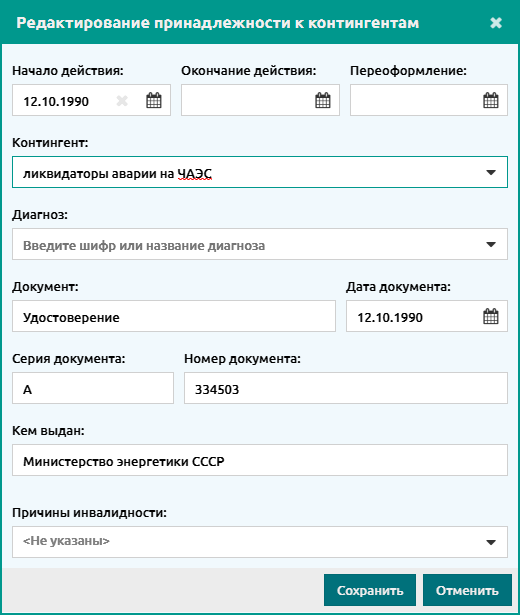 Редактирование принадлежности к контингентам
Начало действия: Окончание действия: Переоформление:
12.10.1990
Контингент:
ликвидаторы аварии на ЧАЭС
Диагноз:
Введите шифр или название диагноза
Документ: Дата документа:
Удостоверение 12.10.1990
Серия документа: Номер документа:
А 334503
Кем выдан:
Министерство энергетики СССР
Причины инвалидности:
<Не указаны>
Сохранить Отменить